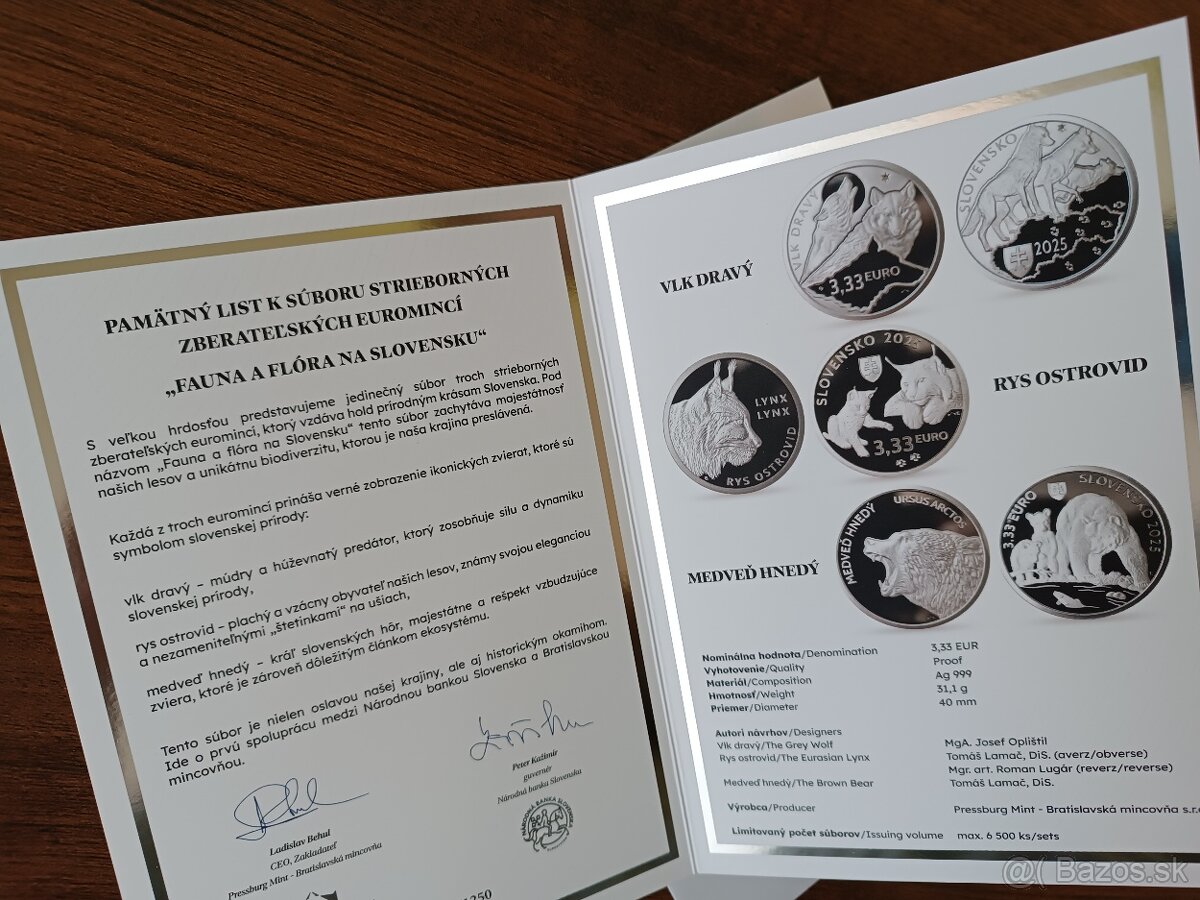 PAMÄTNÝ LIST K SÚBORU STRIEBORNÝCH
ZBERATEĽSKÝCH EUROMINCÍ
„FAUNA A FLÓRA NA SLOVENSKU“
S veľkou hrdosťou predstavujeme jedinečný súbor troch strieborných
zberateľských euromincí, ktorý vzdáva hold prírodným krásam Slovenska. Pod
názvom „Fauna a flóra na Slovensku“ tento súbor zachytáva majestátnosť
našich lesov a unikátnu biodiverzitu, ktorou je naša krajina preslávená.
Každá z troch euromincí prináša verné zobrazenie ikonických zvierat, ktoré sú
symbolom slovenskej prírody:
vlk dravý – múdry a húževnatý predátor, ktorý zosobňuje silu a dynamiku
slovenskej prírody,
rys ostrovid - plachý a vzácny obyvateľ našich lesov, známy svojou eleganciou
a nezameniteľnými „štetinkami“ na ušiach,
medveď hnedý – kráľ slovenských hôr, majestátne a rešpekt vzbudzujúce
zviera, ktoré je zároveň dôležitým článkom ekosystému.
Tento súbor je nielen oslavou našej krajiny, ale aj historickým okamihom.
Ide o prvú spoluprácu medzi Národnou bankou Slovenska a Bratislavskou
mincovňou.
Peter Kažimír
guvernér
Národná banka Slovenska
NÁRODNÁ BANKA SLOVENSKA
Ladislav Behul
CEO, Zakladateľ
Pressburg Mint - Bratislavská mincovňa
1250
VLK DRAVÝ
VLK DRAVÝ
3,33 EURO
SLOVENSKO
2025
LYNX
LYNX
RYS OSTROVID
SLOVENSKO 2025
3,33 EURO
RYS OSTROVID
MEDVEĎ HNEDÝ
MEDVEĎ HNEDÝ
URSUS ARCTOS
3,33 EURO
SLOVENSKO 2025
Nominálna hodnota/Denomination 3,33 EUR
Vyhotovenie/Quality Proof
Materiál/Composition Ag 999
Hmotnosť/Weight 31,1 g
Priemer/Diameter 40 mm
Autori návrhov/Designers
Vlk dravý/The Grey Wolf MgA. Josef Oplištil
Rys ostrovid/The Eurasian Lynx Tomáš Lamač, DiS. (averz/obverse)
Mgr. art. Roman Lugár (reverz/reverse)
Medveď hnedý/The Brown Bear Tomáš Lamač, DiS.
Výrobca/Producer Pressburg Mint - Bratislavská mincovňa s.r.o
Limitovaný počet súborov/Issuing volume max. 6 500 ks/sets
@( Bazos.sk